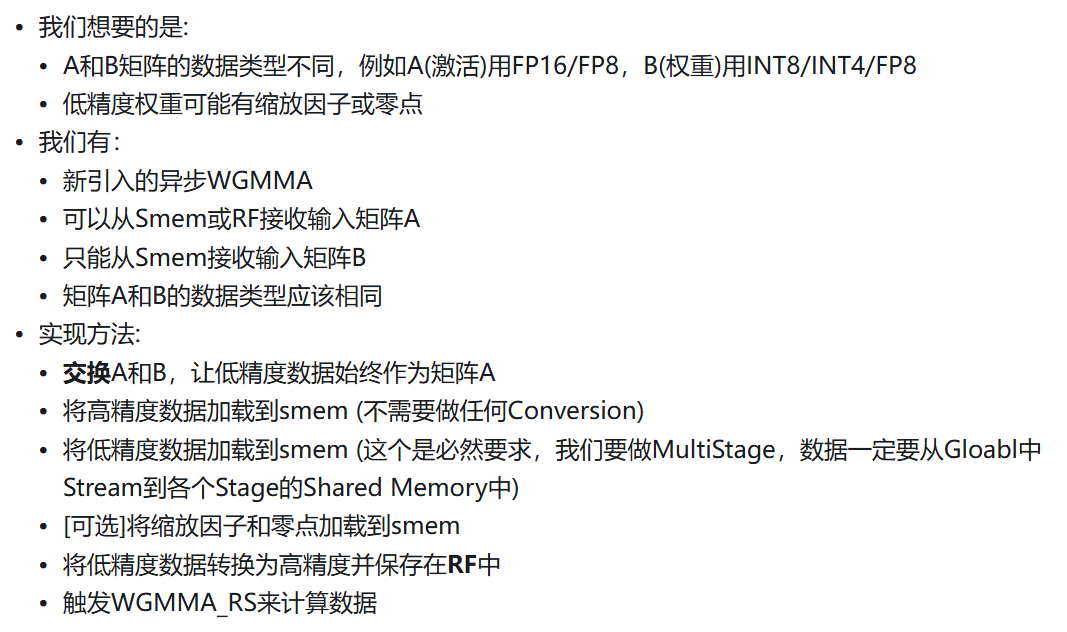 • 我们想要的是:
• A和B矩阵的数据类型不同，例如A(激活)用FP16/FP8，B(权重)用INT8/INT4/FP8
• 低精度权重可能有缩放因子或零点
• 我们有：
• 新引入的异步WGMMA
• 可以从Smem或RF接收输入矩阵A
• 只能从Smem接收输入矩阵B
• 矩阵A和B的数据类型应该相同
• 实现方法:
• 交换A和B，让低精度数据始终作为矩阵A
• 将高精度数据加载到smem (不需要做任何Conversion)
• 将低精度数据加载到smem (这个是必然要求，我们要做MultiStage，数据一定要从Gloabl中
Stream到各个Stage的Shared Memory中)
• [可选]将缩放因子和零点加载到smem
• 将低精度数据转换为高精度并保存在RF中
• 触发WGMMA_RS来计算数据